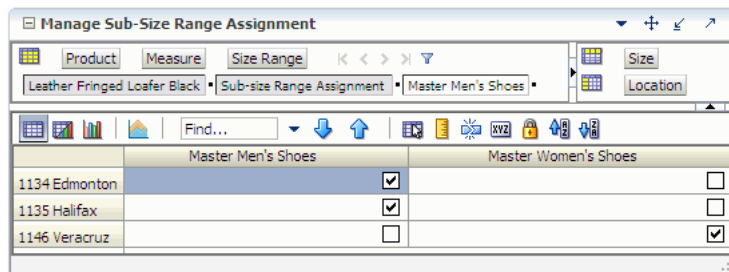 Manage Sub-Size Range Assignment
Product Measure Size Range Size
Leather Fringed Loafer Black Sub-size Range Assignment Master Men's Shoes Location
Find... XYZ
Master Men's Shoes Master Women's Shoes
1134 Edmonton
1135 Halifax
1146 Veracruz